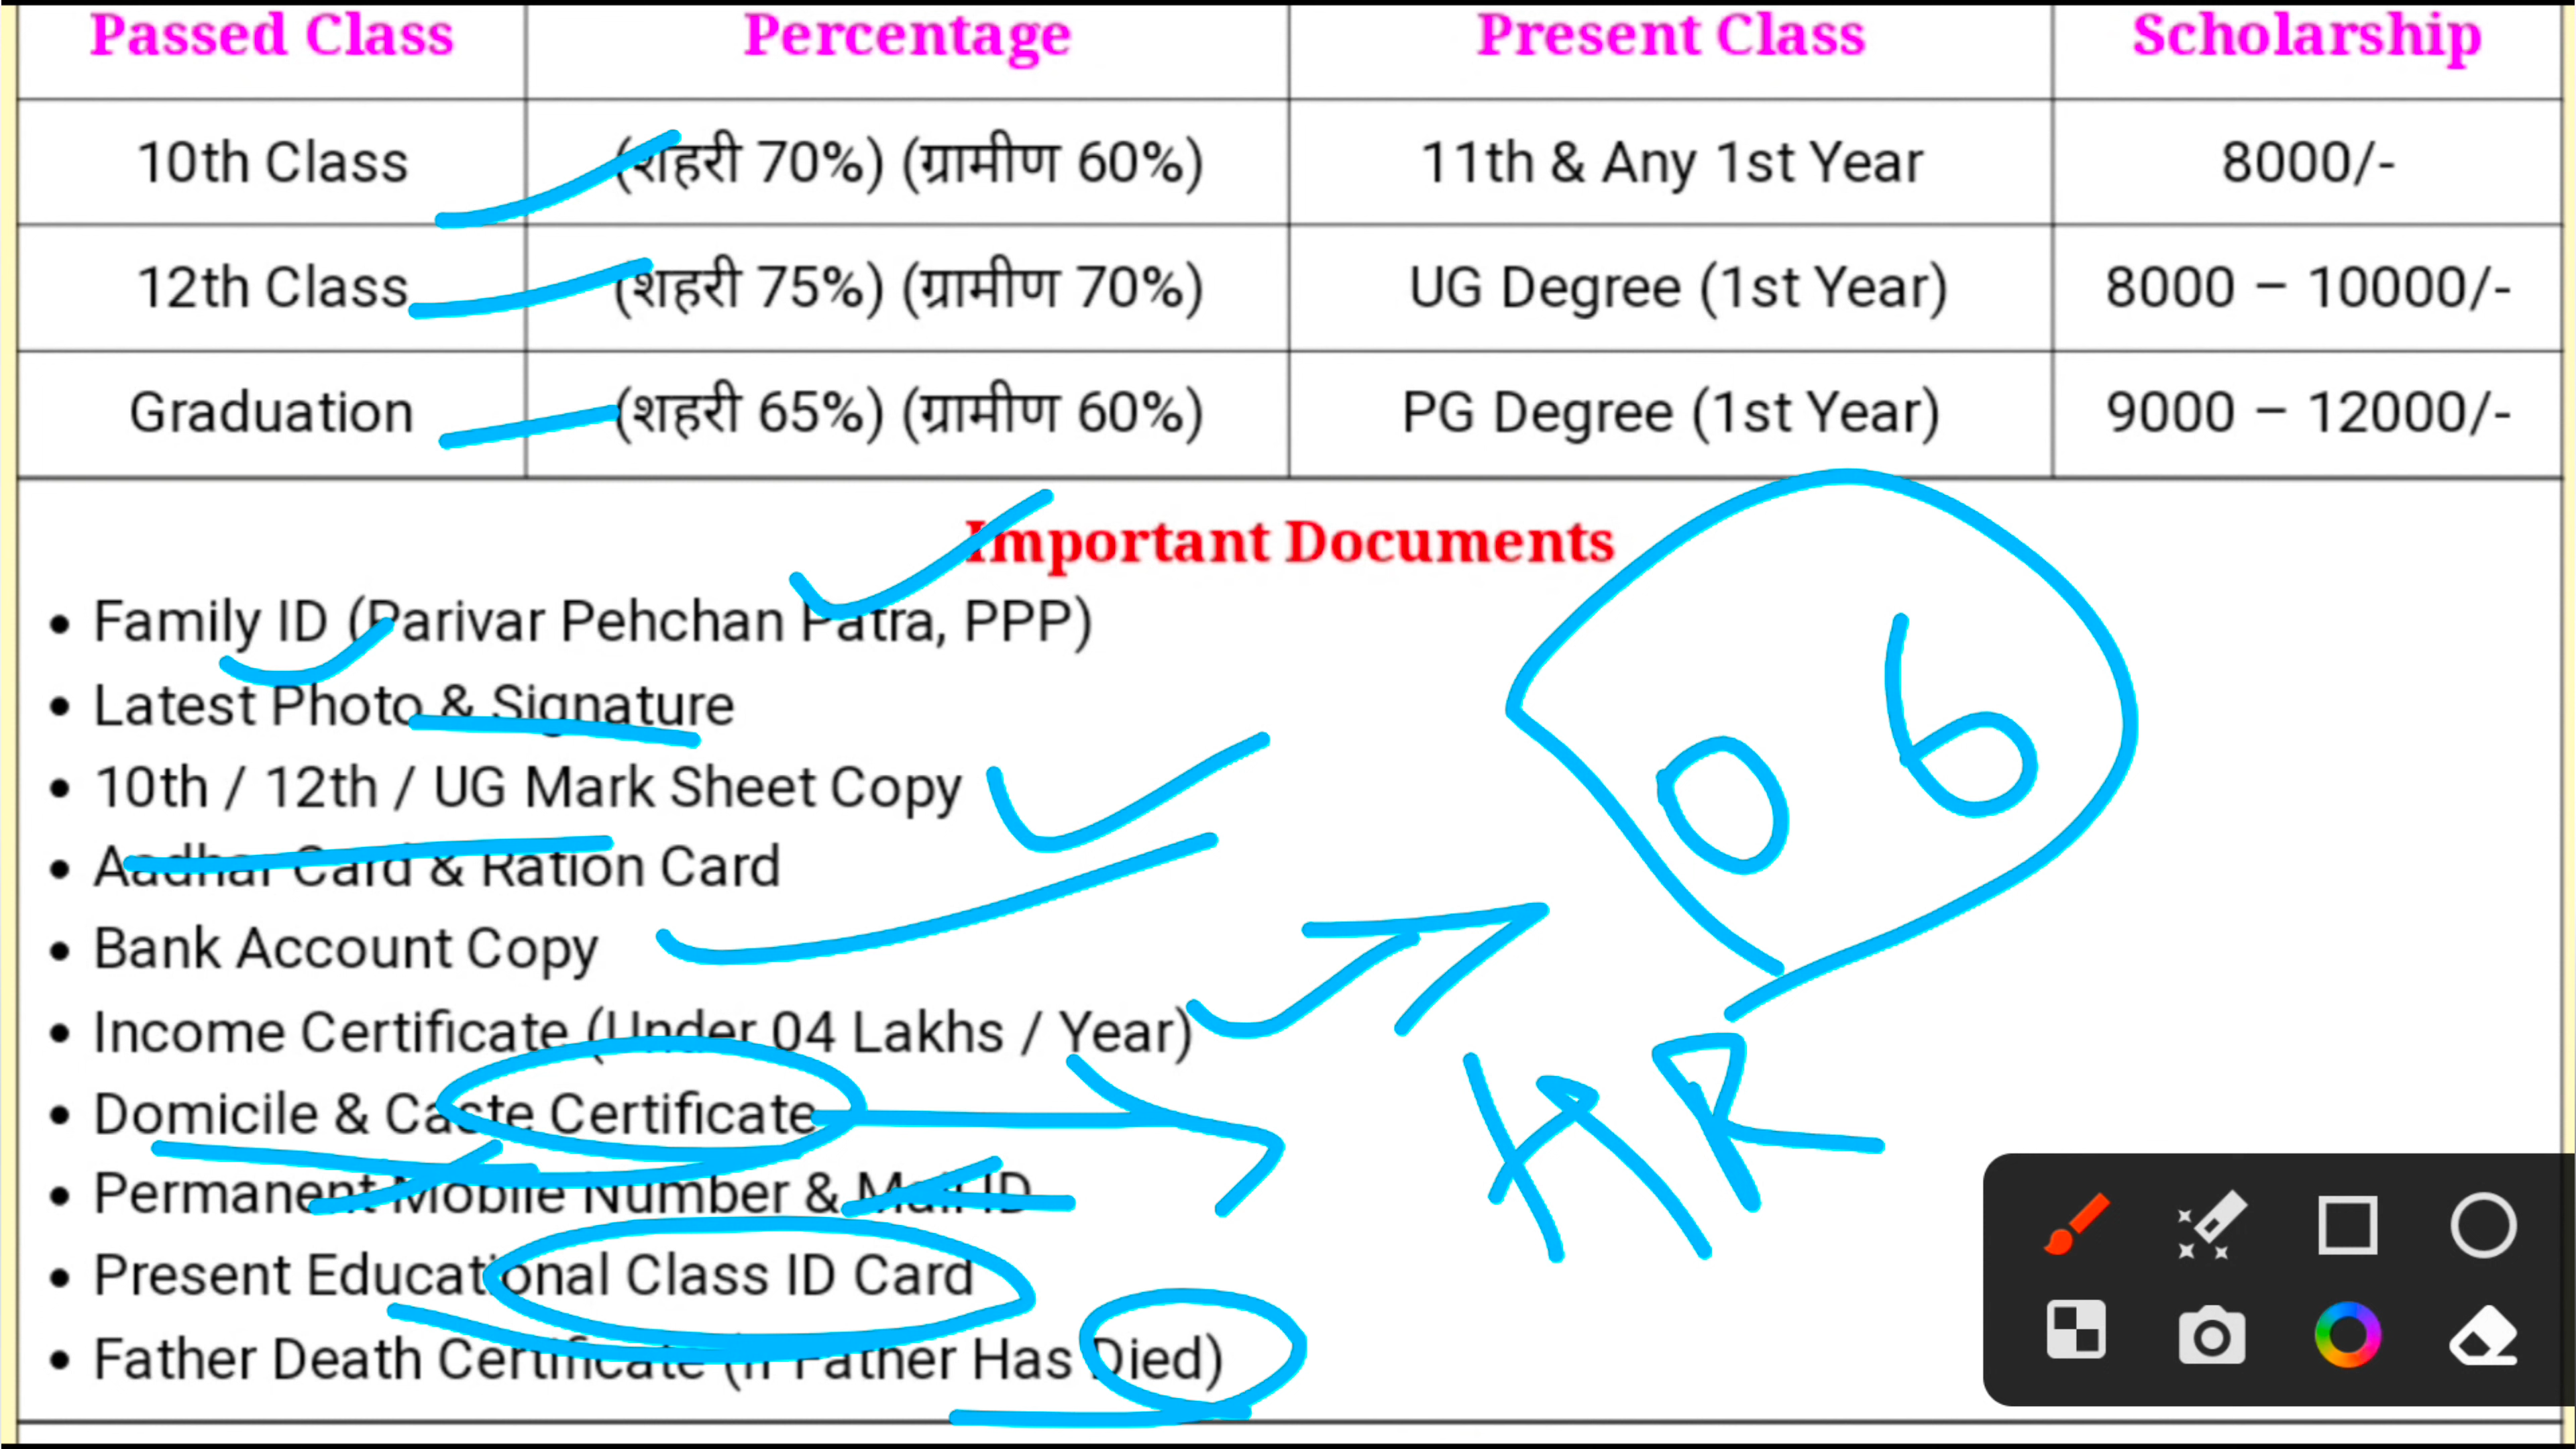 Passed Class Percentage Present Class Scholarship
10th Class (शहरी 70%) (ग्रामीण 60%) 11th & Any 1st Year 8000/-
12th Class (शहरी 75%) (ग्रामीण 70%) UG Degree (1st Year) 8000 – 10000/-
Graduation (शहरी 65%) (ग्रामीण 60%) PG Degree (1st Year) 9000 – 12000/-
Important Documents
• Family ID (Parivar Pehchan Patra, PPP)
• Latest Photo & Signature
• 10th / 12th / UG Mark Sheet Copy
• Aadhar Card & Ration Card
• Bank Account Copy
• Income Certificate (Under 04 Lakhs / Year)
• Domicile & Caste Certificate
• Permanent Mobile Number & Mail ID
• Present Educational Class ID Card
• Father Death Certificate (If Father Has Died)
06
HR